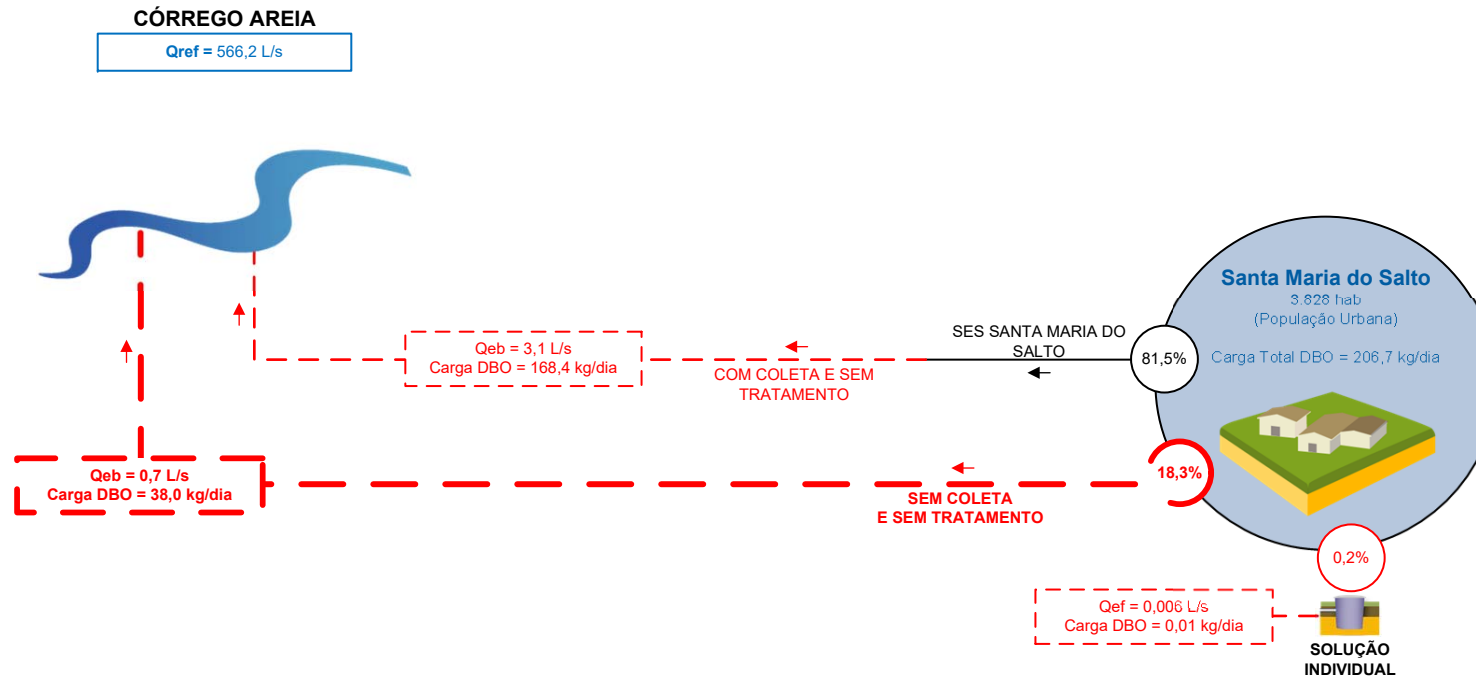 CÓRREGO AREIA
Qref = 566,2 L/s
Santa Maria do Salto
3.828 hab
(População Urbana)
Carga Total DBO = 206,7 kg/dia
SES SANTA MARIA DO
SALTO
81,5%
Qeb = 3,1 L/s
Carga DBO = 168,4 kg/dia
COM COLETA E SEM
TRATAMENTO
Qeb = 0,7 L/s
Carga DBO = 38,0 kg/dia
18,3%
SEM COLETA
E SEM TRATAMENTO
0,2%
Qef = 0,006 L/s
Carga DBO = 0,01 kg/dia
SOLUÇÃO
INDIVIDUAL